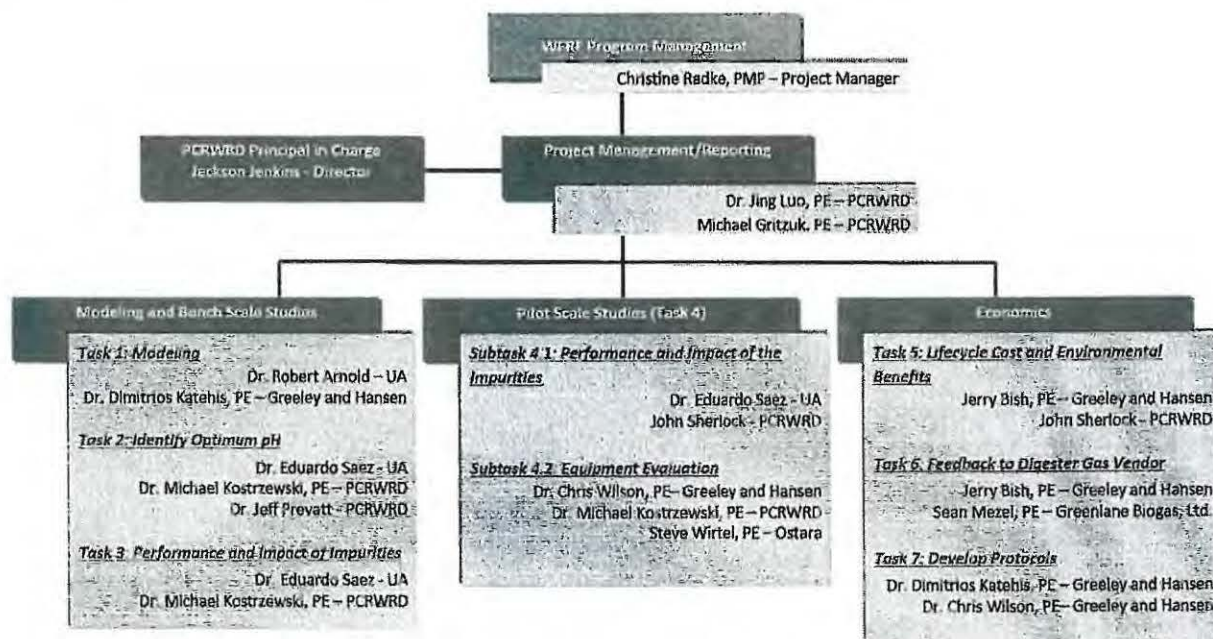 WERF Program Management
Christine Radke, PMP – Project Manager
PCRWRD Principal in Charge
Jackson Jenkins - Director
Project Management/Reporting
Dr. Jing Luo, PE – PCRWRD
Michael Gritzuk, PE – PCRWRD
Modeling and Bench Scale Studies
Task 1: Modeling
Dr. Robert Arnold – UA
Dr. Dimitrios Katehis, PE – Greeley and Hansen
Task 2: Identify Optimum pH
Dr. Eduardo Saez - UA
Dr. Michael Kostrzewski, PE – PCRWRD
Dr. Jeff Prevatt - PCRWRD
Task 3: Performance and Impact of Impurities
Dr. Eduardo Saez - UA
Dr. Michael Kostrzewski, PE – PCRWRD
Pilot Scale Studies (Task 4)
Subtask 4.1: Performance and Impact of the
Impurities
Dr. Eduardo Saez - UA
John Sherlock - PCRWRD
Subtask 4.2: Equipment Evaluation
Dr. Chris Wilson, PE – Greeley and Hansen
Dr. Michael Kostrzewski, PE – PCRWRD
Steve Wirtel, PE – Ostara
Economics
Task 5: Lifecycle Cost and Environmental
Benefits
Jerry Bish, PE – Greeley and Hansen
John Sherlock - PCRWRD
Task 6: Feedback to Digester Gas Vendor
Jerry Bish, PE – Greeley and Hansen
Sean Mezel, PE – Greenlane Biogas, Ltd.
Task 7: Develop Protocols
Dr. Dimitrios Katehis, PE – Greeley and Hansen
Dr. Chris Wilson, PE – Greeley and Hansen